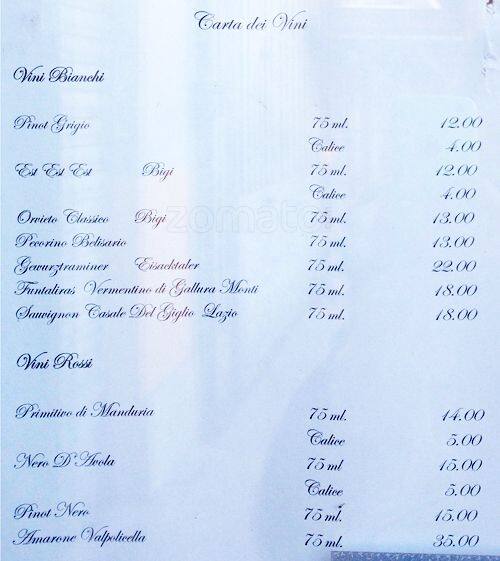 Carta dei Vini
Vini Bianchi
Pinot Grigio 75 ml. 12.00
Calice 4.00
Est Est Est Bigi 75 ml. 12.00
Calice 4.00
Orvieto Classico Bigi 75 ml. 13.00
zomato
Pecorino Belisario 75 ml. 13.00
Gewurztraminer Eisacktaler 75 ml. 22.00
Funtaliras Vermentino di Gallura Monti 75 ml. 18.00
Sauvignon Casale Del Giglio Lazio 75 ml. 18.00
Vini Rossi
Primitivo di Manduria 75 ml. 14.00
Calice 5.00
Nero D'Avola 75 ml 15.00
Calice 5.00
Pinot Nero 75 ml. 15.00
Amarone Valpolicella 75 ml. 35.00